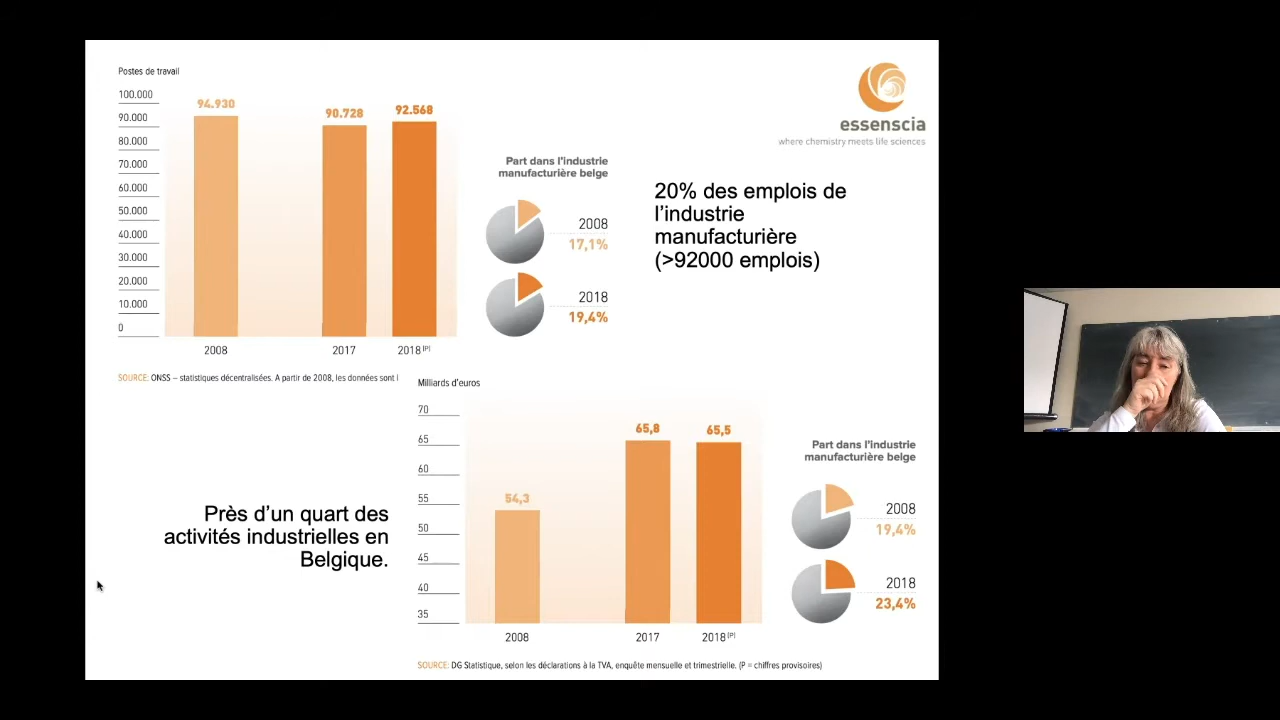 Postes de travail
100.000
90.000
80.000
70.000
60.000
50.000
40.000
30.000
20.000
10.000
0
94.930
90.728
92.568
2008
2017
2018(P)
SOURCE: ONSS – statistiques décentralisées. A partir de 2008, les données sont i
Part dans l'industrie
manufacturière belge
2008
17,1%
2018
19,4%
essenscia
where chemistry meets life sciences
20% des emplois de
l’industrie
manufacturière
(>92000 emplois)
Près d’un quart des
activités industrielles en
Belgique.
Milliards d'euros
70
65
60
55
50
45
40
35
54,3
65,8
65,5
2008
2017
2018(P)
Part dans l'industrie
manufacturière belge
2008
19,4%
2018
23,4%
SOURCE: DG Statistique, selon les déclarations à la TVA, enquête mensuelle et trimestrielle. (P = chiffres provisoires)